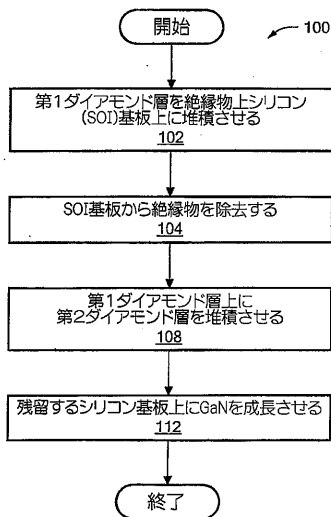 開始
100
第1ダイアモンド層を絶縁物上シリコン
(SOI)基板上に堆積させる
102
SOI基板から絶縁物を除去する
104
第1ダイアモンド層上に
第2ダイアモンド層を堆積させる
108
残留するシリコン基板上にGaNを成長させる
112
終了